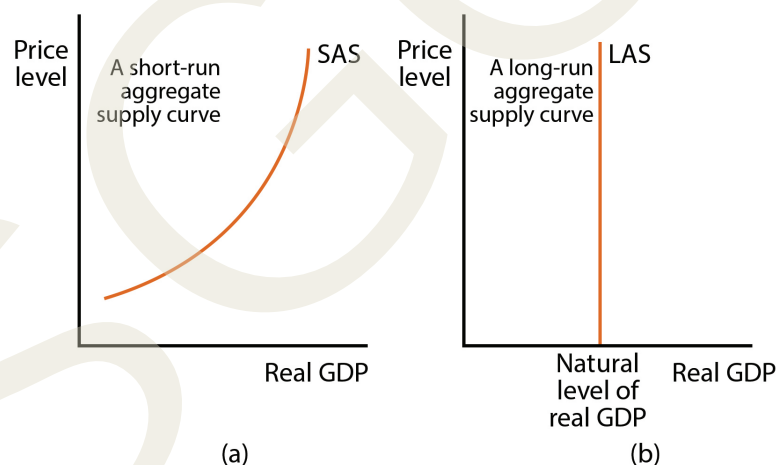 Price
level
A short-run
aggregate
supply curve
SAS
Real GDP
(a)
Price
level
A long-run
aggregate
supply curve
LAS
Natural
level of
real GDP
Real GDP
(b)